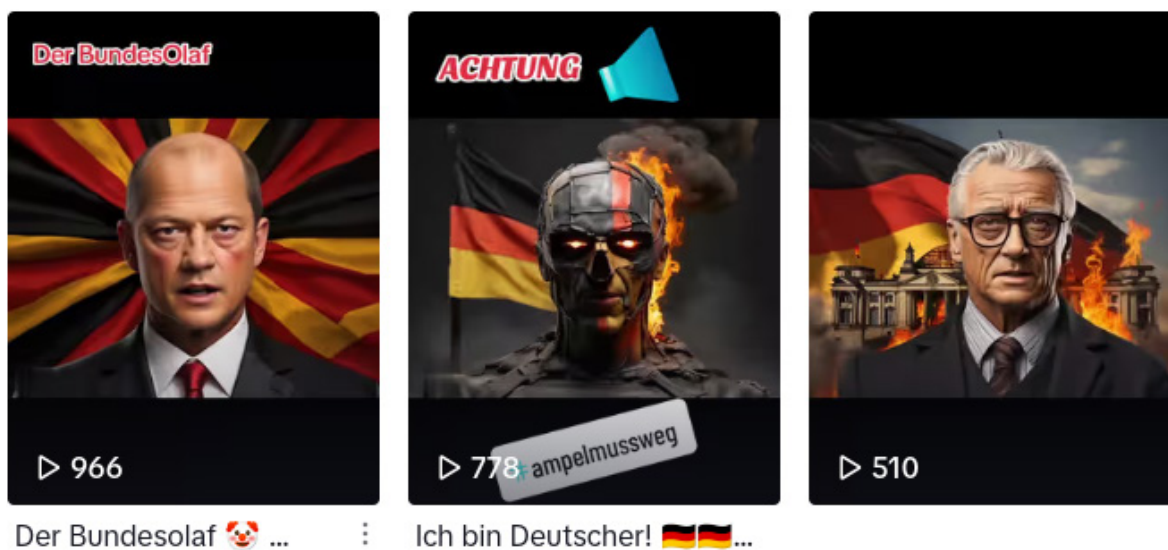 Der BundesOlaf
ACHTUNG
966
778
#ampelmussweg
510
Der Bundesolaf 🤡 ...
Ich bin Deutscher! 🇩🇪🇩🇪...